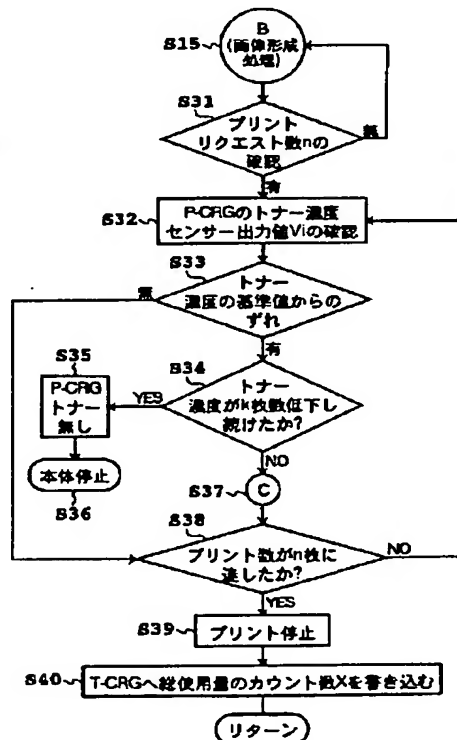 S15
B
(画像形成
処理)
S31
プリント
リクエスト数nの
確認
無
有
S32
P-CRGのトナー濃度
センサー出力値Viの確認
S33
トナー
濃度の基準値からの
ずれ
無
有
S35
P-CRG
トナー
無し
S34
トナー
濃度がk枚数低下し
続けたか?
YES
NO
本体停止
S36
S37
C
S38
プリント数がn枚に
達したか?
NO
YES
S39
プリント停止
S40
T-CRGへ総使用量のカウント数Xを書き込む
リターン